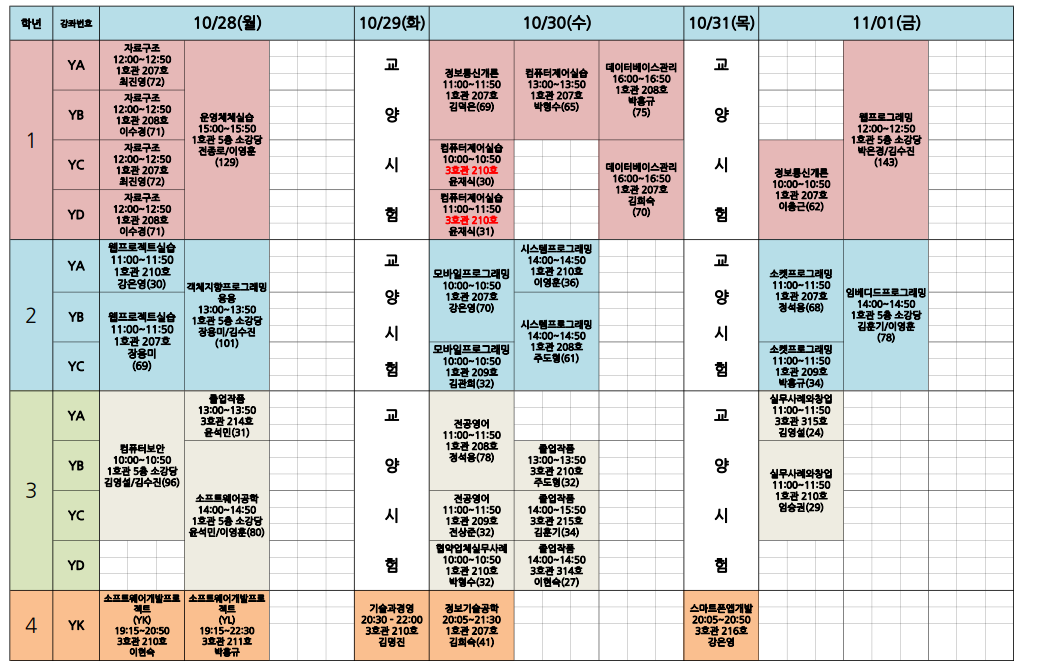 학년 강좌번호 10/28(월) 10/29(화) 10/30(수) 10/31(목) 11/01(금)
1
YA
자료구조
12:00~12:50
1호관 207호
최진영(72)
YB
자료구조
12:00~12:50
1호관 208호
이수경(71)
YC
자료구조
12:00~12:50
1호관 207호
최진영(72)
YD
자료구조
12:00~12:50
1호관 208호
이수경(71)
운영체체실습
15:00~15:50
1호관 5층 소강당
전종로/이영훈
(129)
교
양
시
험
정보통신개론
11:00~11:50
1호관 207호
김덕은(69)
컴퓨터제어실습
10:00~10:50
3호관 210호
윤재식(30)
컴퓨터제어실습
11:00~11:50
3호관 210호
윤재식(31)
컴퓨터제어실습
13:00~13:50
1호관 207호
박형수(65)
데이터베이스관리
16:00~16:50
1호관 208호
박홍규
(75)
데이터베이스관리
16:00~16:50
1호관 207호
김희숙
(70)
교
양
시
험
정보통신개론
10:00~10:50
1호관 207호
이충근(62)
웹프로그래밍
12:00~12:50
1호관 5층 소강당
박은경/김수진
(143)
2
YA
YB
YC
웹프로젝트실습
11:00~11:50
1호관 210호
강은영(30)
웹프로젝트실습
11:00~11:50
1호관 207호
장용미
(69)
객체지향프로그래밍
응용
13:00~13:50
1호관 5층 소강당
장용미/김수진
(101)
교
양
시
험
모바일프로그래밍
10:00~10:50
1호관 207호
강은영(70)
모바일프로그래밍
10:00~10:50
1호관 209호
김관희(32)
시스템프로그래밍
14:00~14:50
1호관 210호
이영훈(36)
시스템프로그래밍
14:00~14:50
1호관 208호
주도형(61)
교
양
시
험
소켓프로그래밍
11:00~11:50
1호관 207호
정석용(68)
소켓프로그래밍
11:00~11:50
1호관 209호
박홍규(34)
임베디드프로그래밍
14:00~14:50
1호관 5층 소강당
김훈기/이영훈
(78)
3
YA
YB
YC
YD
컴퓨터보안
10:00~10:50
1호관 5층 소강당
김영설/김수진(96)
졸업작품
13:00~13:50
3호관 214호
윤석민(31)
소프트웨어공학
14:00~14:50
1호관 5층 소강당
윤석민/이영훈(80)
교
양
시
험
전공영어
11:00~11:50
1호관 208호
정석용(78)
전공영어
11:00~11:50
1호관 209호
전상준(32)
협약업체실무사례
10:00~10:50
1호관 210호
박형수(32)
졸업작품
13:00~13:50
3호관 210호
주도형(32)
졸업작품
14:00~15:50
3호관 215호
김훈기(34)
졸업작품
14:00~14:50
3호관 314호
이현숙(27)
교
양
시
험
실무사례와창업
11:00~11:50
3호관 315호
김영설(24)
실무사례와창업
11:00~11:50
1호관 210호
엄승권(29)
4
YK
소프트웨어개발프로
젝트
(YK)
19:15~20:50
3호관 210호
이현숙
소프트웨어개발프로
젝트
(YL)
19:15~22:30
3호관 211호
박홍규
기술과경영
20:30 - 22:00
3호관 210호
김명진
정보기술공학
20:05~21:30
1호관 207호
김희숙(41)
스마트폰앱개발
20:05~20:50
3호관 216호
강은영